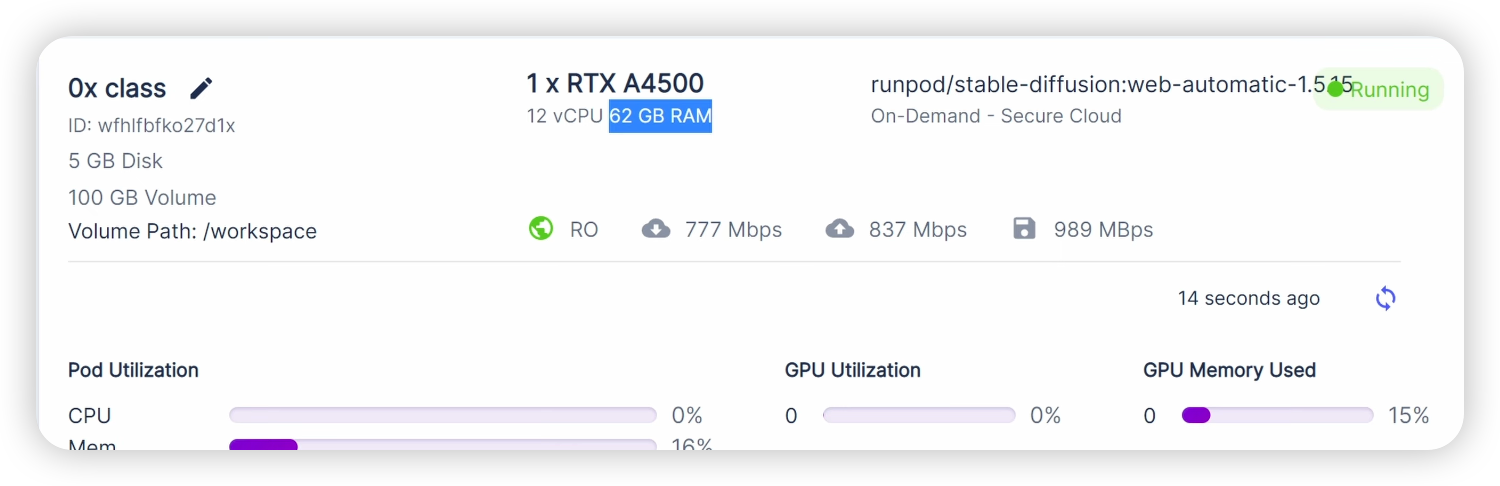 0x class
ID: wfhlfbfko27d1x
5 GB Disk
100 GB Volume
Volume Path: /workspace
1 x RTX A4500
12 vCPU 62 GB RAM
runpod/stable-diffusion:web-automatic-1.5.15
Running
On-Demand - Secure Cloud
RO 777 Mbps 837 Mbps 989 MBps
14 seconds ago
Pod Utilization
CPU 0%
Mem 16%
GPU Utilization
0 0%
GPU Memory Used
0 15%